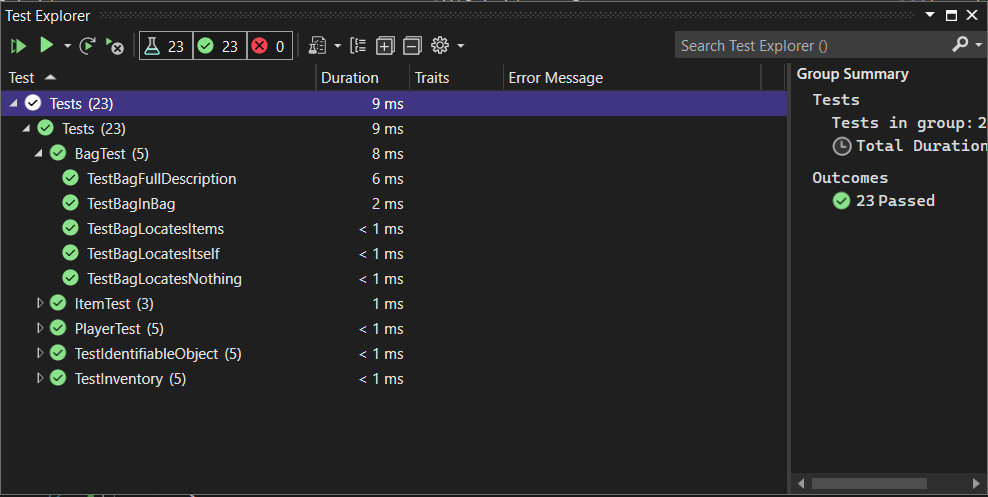 Test Explorer
23 23 0
Search Test Explorer ()
Test Duration Traits Error Message
Tests (23) 9 ms
Tests (23) 9 ms
BagTest (5) 8 ms
TestBagFullDescription 6 ms
TestBagInBag 2 ms
TestBagLocatesItems < 1 ms
TestBagLocatesItself < 1 ms
TestBagLocatesNothing < 1 ms
ItemTest (3) 1 ms
PlayerTest (5) < 1 ms
TestIdentifiableObject (5) < 1 ms
TestInventory (5) < 1 ms
Group Summary
Tests
Tests in group: 2
Total Duration
Outcomes
23 Passed